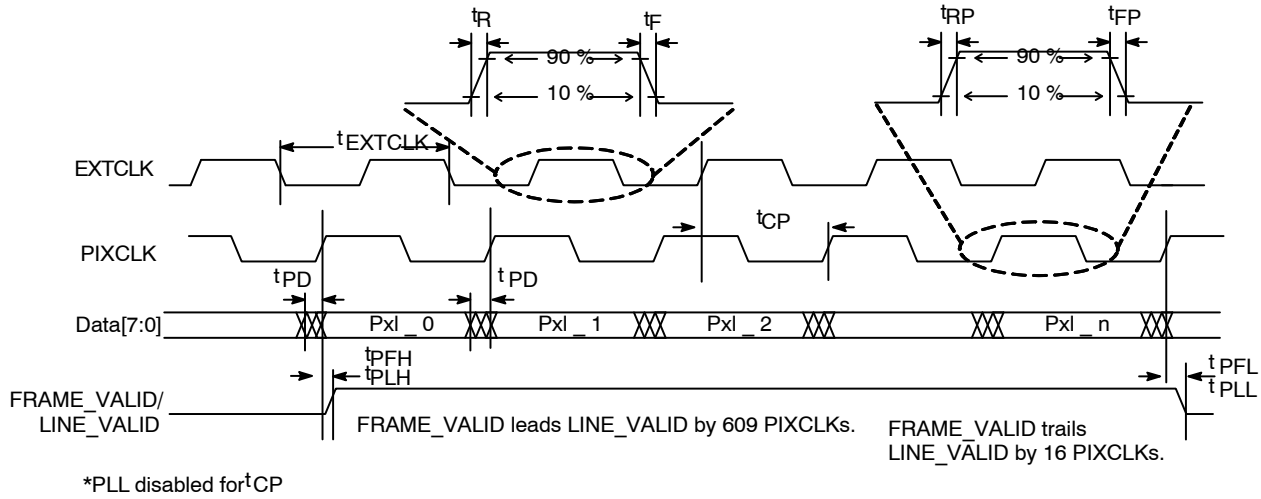 tR
tF
tRP
tFP
90 %
90 %
10 %
10 %
tEXTCLK
EXTCLK
tCP
PIXCLK
tPD
tPD
Data[7:0]
Pxl _ 0
Pxl _ 1
Pxl _ 2
Pxl _ n
tPFH
tPLH
tPFL
tPLL
FRAME_VALID/
LINE_VALID
FRAME_VALID leads LINE_VALID by 609 PIXCLKs.
FRAME_VALID trails
LINE_VALID by 16 PIXCLKs.
*PLL disabled for tCP